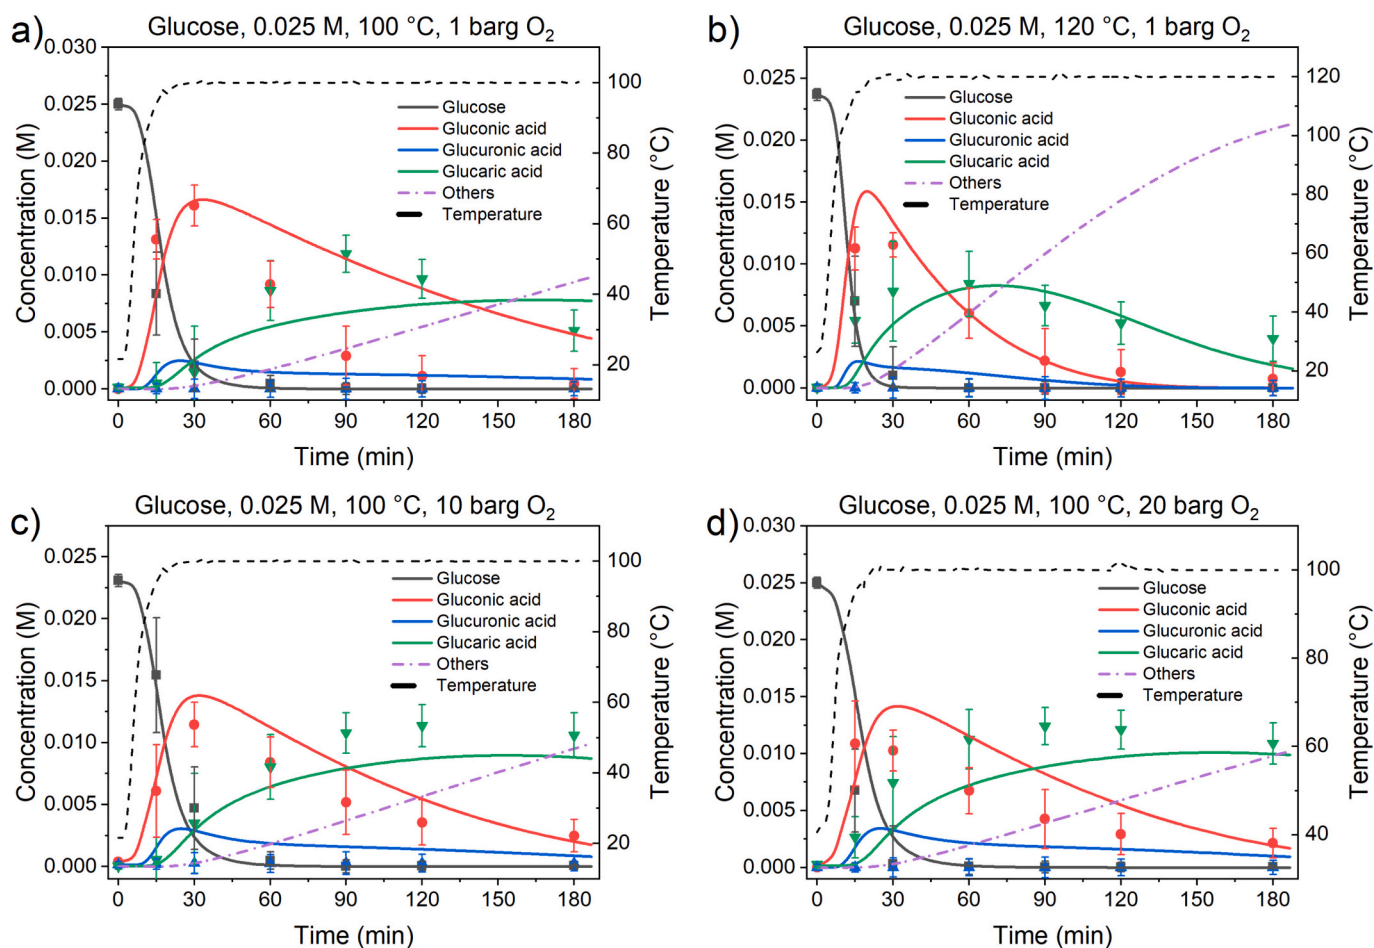 a) Glucose, 0.025 M, 100 °C, 1 barg O₂
0.030
0.025
0.020
0.015
0.010
0.005
0.000
Concentration (M)
Glucose
Gluconic acid
Glucuronic acid
Glucaric acid
Others
Temperature
100
80
60
40
20
Temperature (°C)
0 30 60 90 120 150 180
Time (min)
b) Glucose, 0.025 M, 120 °C, 1 barg O₂
0.025
0.020
0.015
0.010
0.005
0.000
Concentration (M)
Glucose
Gluconic acid
Glucuronic acid
Glucaric acid
Others
Temperature
120
100
80
60
40
20
Temperature (°C)
0 30 60 90 120 150 180
Time (min)
c) Glucose, 0.025 M, 100 °C, 10 barg O₂
0.025
0.020
0.015
0.010
0.005
0.000
Concentration (M)
Glucose
Gluconic acid
Glucuronic acid
Glucaric acid
Others
Temperature
100
80
60
40
20
Temperature (°C)
0 30 60 90 120 150 180
Time (min)
d) Glucose, 0.025 M, 100 °C, 20 barg O₂
0.030
0.025
0.020
0.015
0.010
0.005
0.000
Concentration (M)
Glucose
Gluconic acid
Glucuronic acid
Glucaric acid
Others
Temperature
100
80
60
40
Temperature (°C)
0 30 60 90 120 150 180
Time (min)